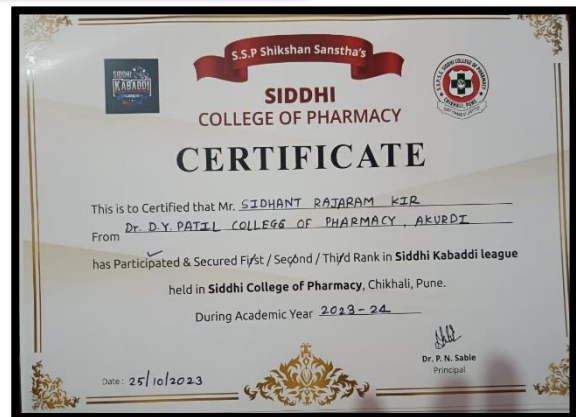 S.S.P Shikshan Sanstha's
SIDDHI
KABADDI
SIDDHI
COLLEGE OF PHARMACY
CERTIFICATE
This is to Certified that Mr. SIDHANT RAJARAM KIR
From Dr. D.Y. PATIL COLLEGE OF PHARMACY, AKURDI
has Participated & Secured First / Second / Third Rank in Siddhi Kabaddi league
held in Siddhi College of Pharmacy, Chikhali, Pune.
During Academic Year 2023-24
Dr. P. N. Sable
Principal
Date: 25/10/2023